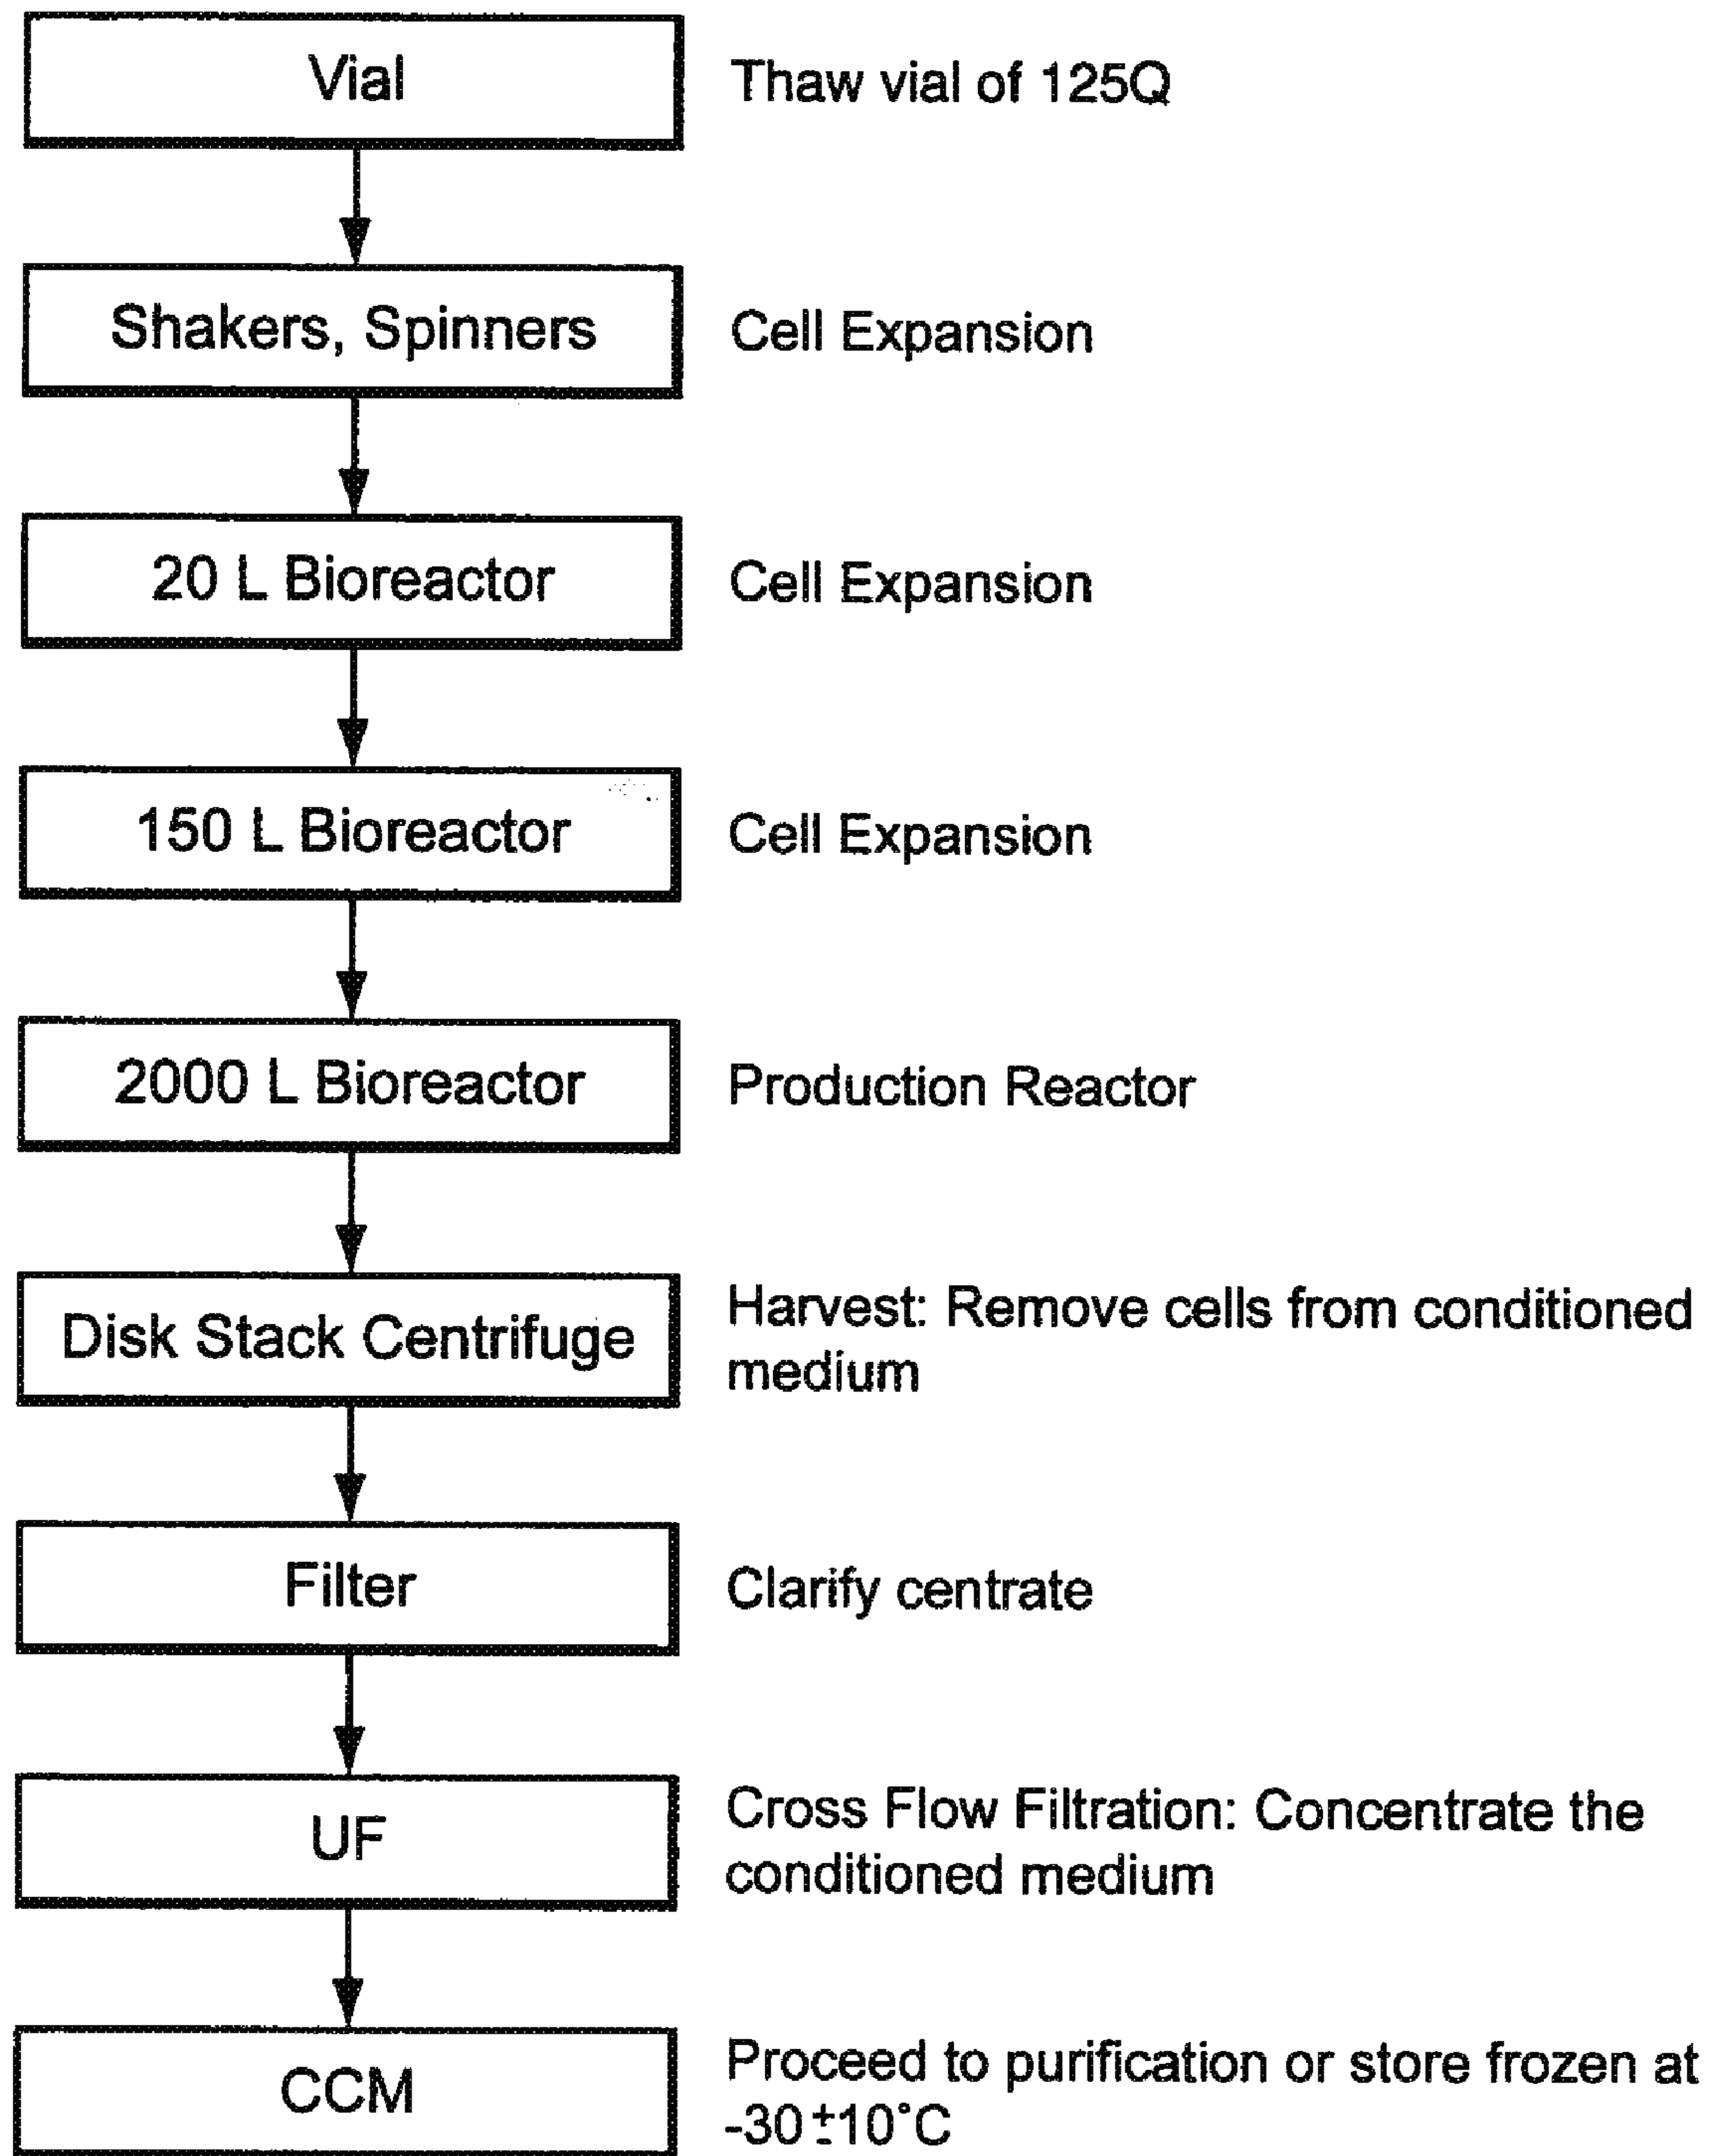 Vial
Thaw vial of 125Q
Shakers, Spinners
Cell Expansion
20 L Bioreactor
Cell Expansion
150 L Bioreactor
Cell Expansion
2000 L Bioreactor
Production Reactor
Disk Stack Centrifuge
Harvest: Remove cells from conditioned
medium
Filter
Clarify centrate
UF
Cross Flow Filtration: Concentrate the
conditioned medium
CCM
Proceed to purification or store frozen at
-30±10°C